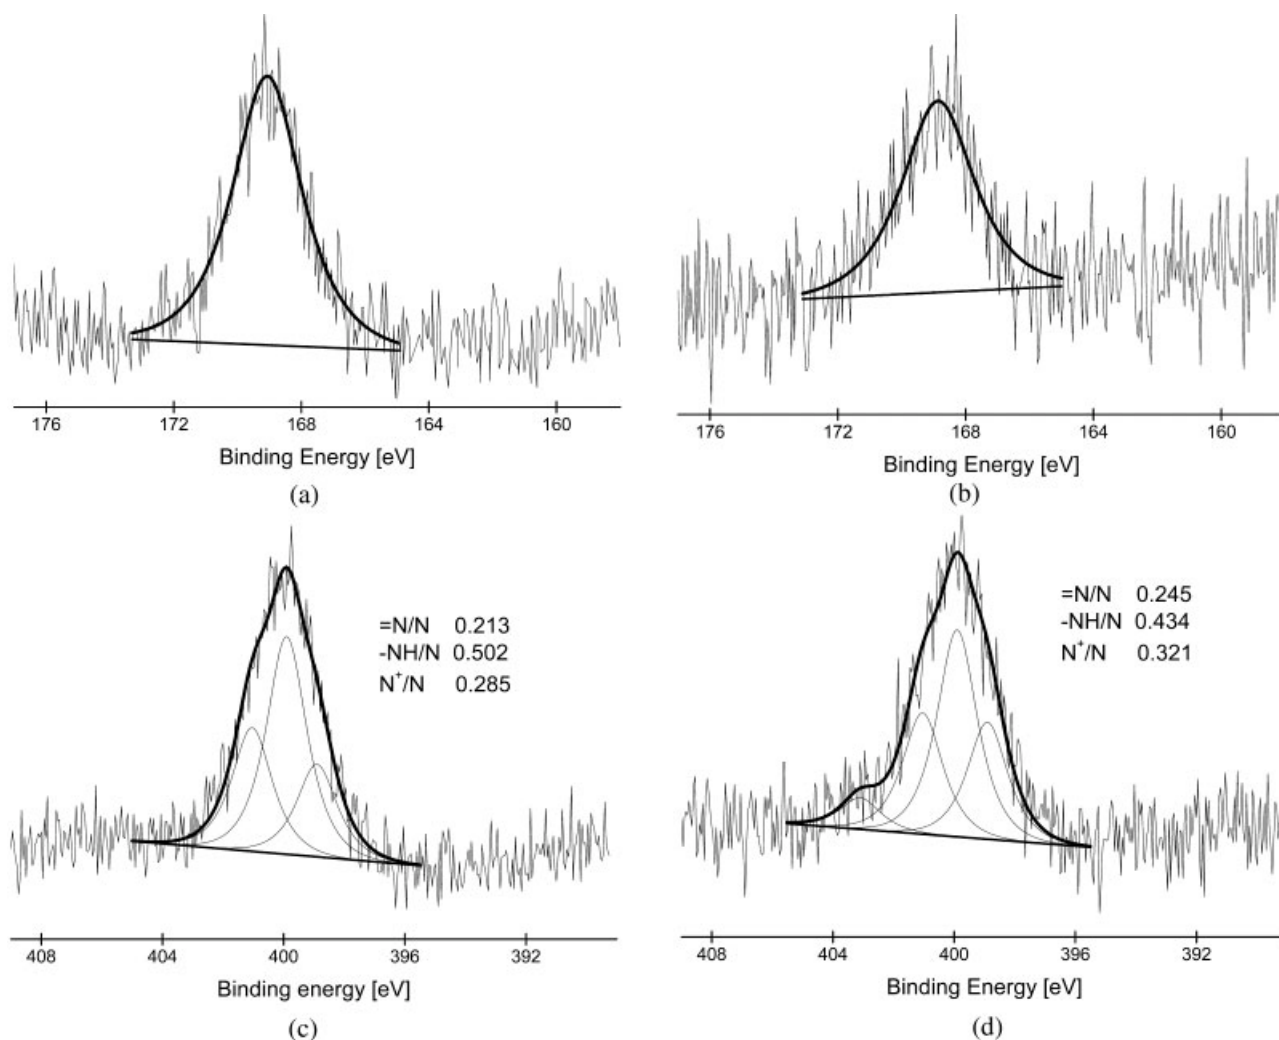 176 172 168 164 160
Binding Energy [eV]
(a)
176 172 168 164 160
Binding Energy [eV]
(b)
=N/N 0.213
-NH/N 0.502
N⁺/N 0.285
408 404 400 396 392
Binding energy [eV]
(c)
=N/N 0.245
-NH/N 0.434
N⁺/N 0.321
408 404 400 396 392
Binding Energy [eV]
(d)